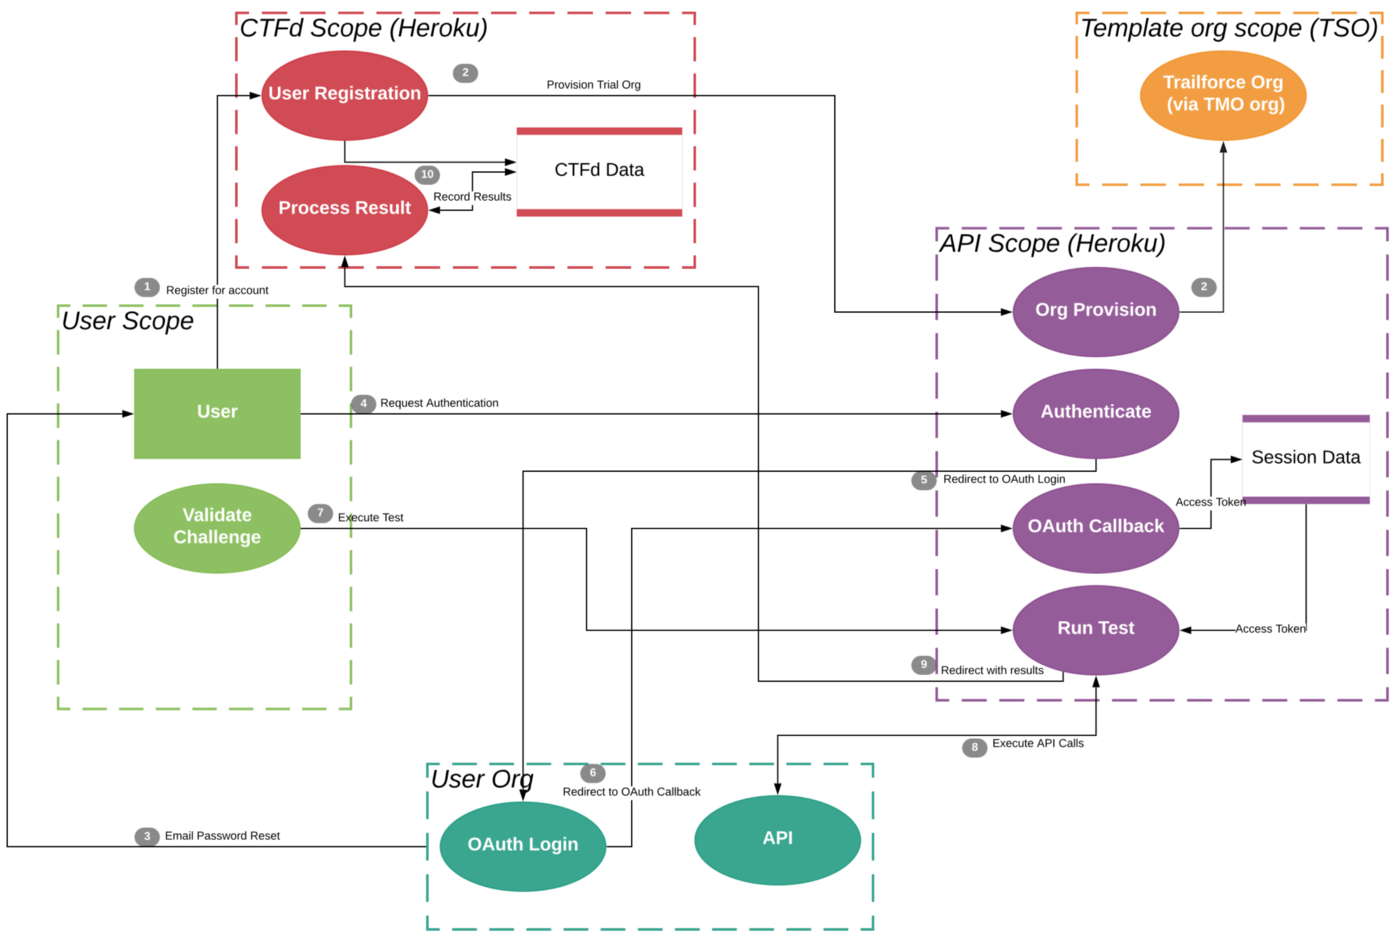 CTFd Scope (Heroku)
Template org scope (TSO)
User Registration
2
Provision Trial Org
Trailforce Org
(via TMO org)
CTFd Data
10
Record Results
Process Result
API Scope (Heroku)
1
Register for account
Org Provision
2
User Scope
User
4
Request Authentication
Authenticate
Session Data
5
Redirect to OAuth Login
Access Token
Validate
Challenge
7
Execute Test
OAuth Callback
Run Test
Access Token
9
Redirect with results
8
Execute API Calls
User Org
6
Redirect to OAuth Callback
3
Email Password Reset
OAuth Login
API